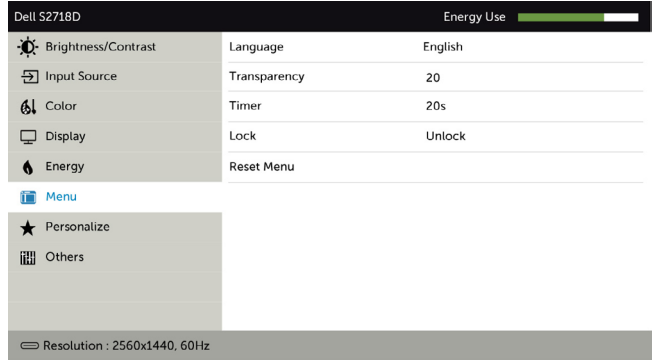 Dell S2718D Energy Use
Brightness/Contrast Language English
Input Source Transparency 20
Color Timer 20s
Display Lock Unlock
Energy Reset Menu
Menu
Personalize
Others
Resolution : 2560x1440, 60Hz